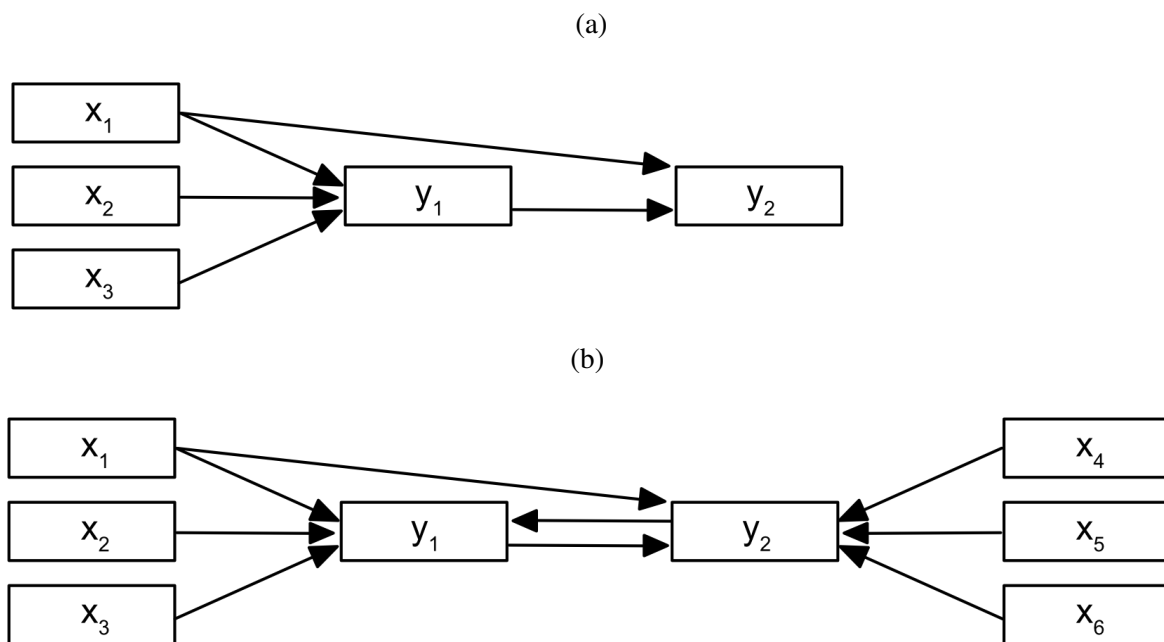 (a)
x₁
x₂ y₁ y₂
x₃
(b)
x₁ x₄
x₂ y₁ y₂ x₅
x₃ x₆